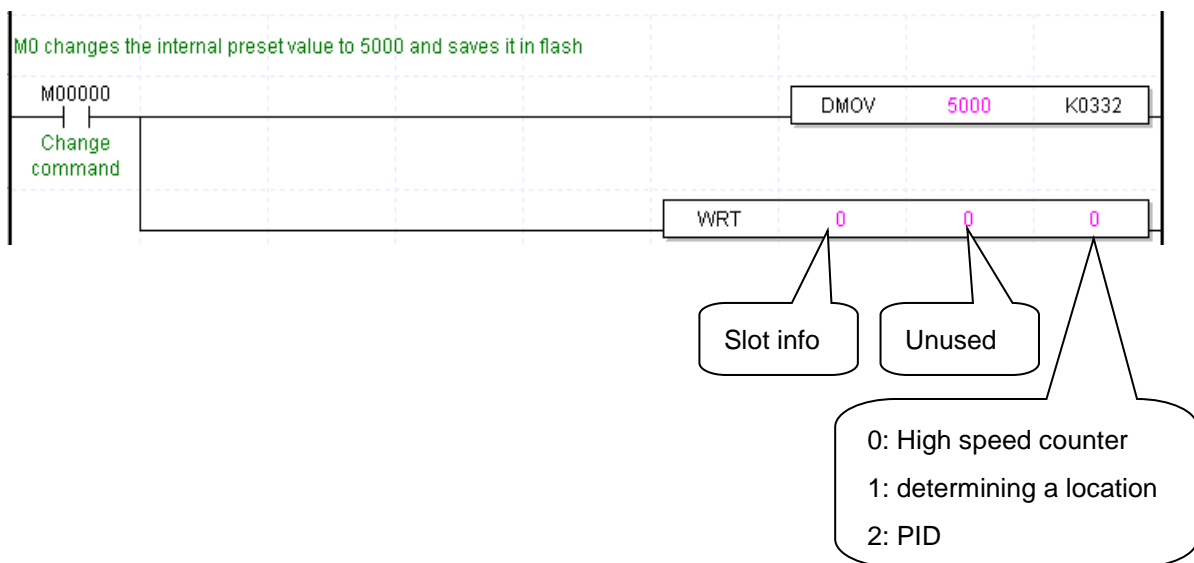 M0 changes the internal preset value to 5000 and saves it in flash
M00000
DMOV 5000 K0332
Change
command
WRT 0 0 0
Slot info
Unused
0: High speed counter
1: determining a location
2: PID